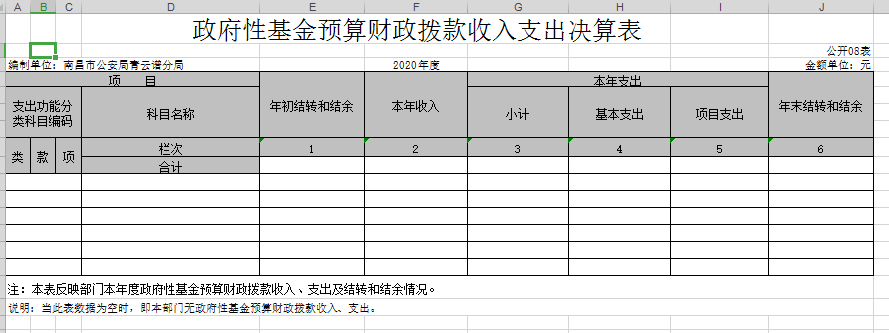 A B C D E F G H I J
政府性基金预算财政拨款收入支出决算表
公开08表
编制单位：南昌市公安局青云谱分局 2020年度 金额单位：元
项 目 年初结转和结余 本年收入 本年支出 年末结转和结余
支出功能分类科目编码 科目名称 小计 基本支出 项目支出
类 款 项 栏次 1 2 3 4 5 6
合计
注：本表反映部门本年度政府性基金预算财政拨款收入、支出及结转和结余情况。
说明：当此表数据为空时，即本部门无政府性基金预算财政拨款收入、支出。